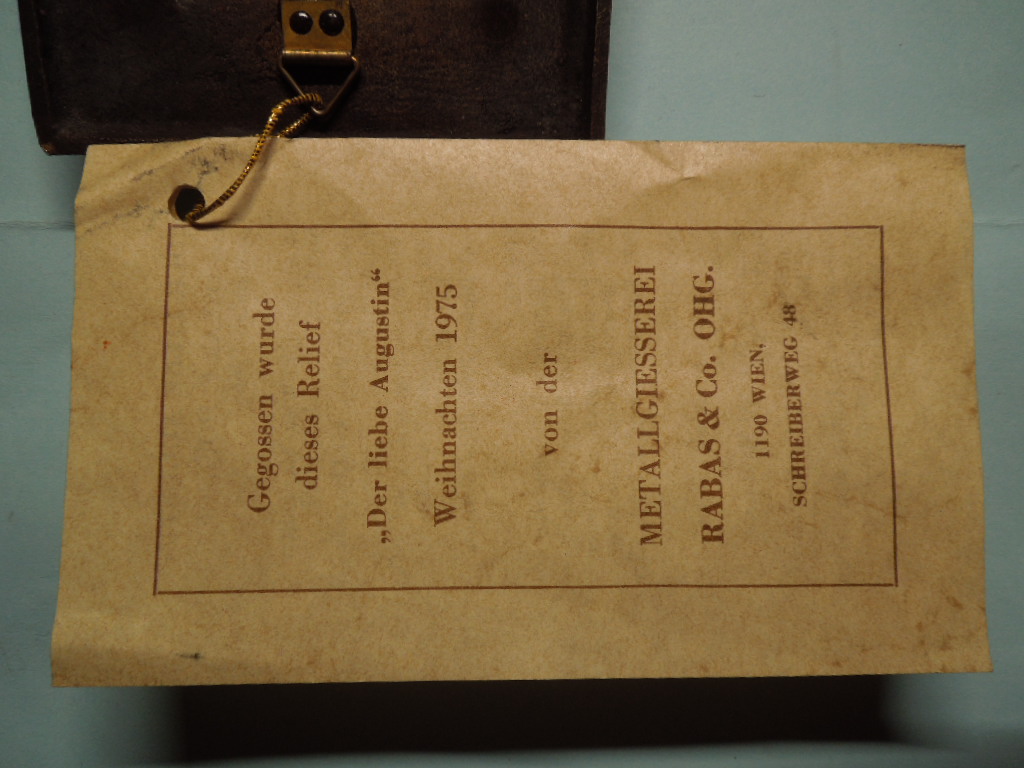 Gegossen wurde
dieses Relief
„Der liebe Augustin“
Weihnachten 1975
von der
METALLGIESSEREI
RABAS & Co. OHG.
1190 WIEN,
SCHREIBERWEG 48